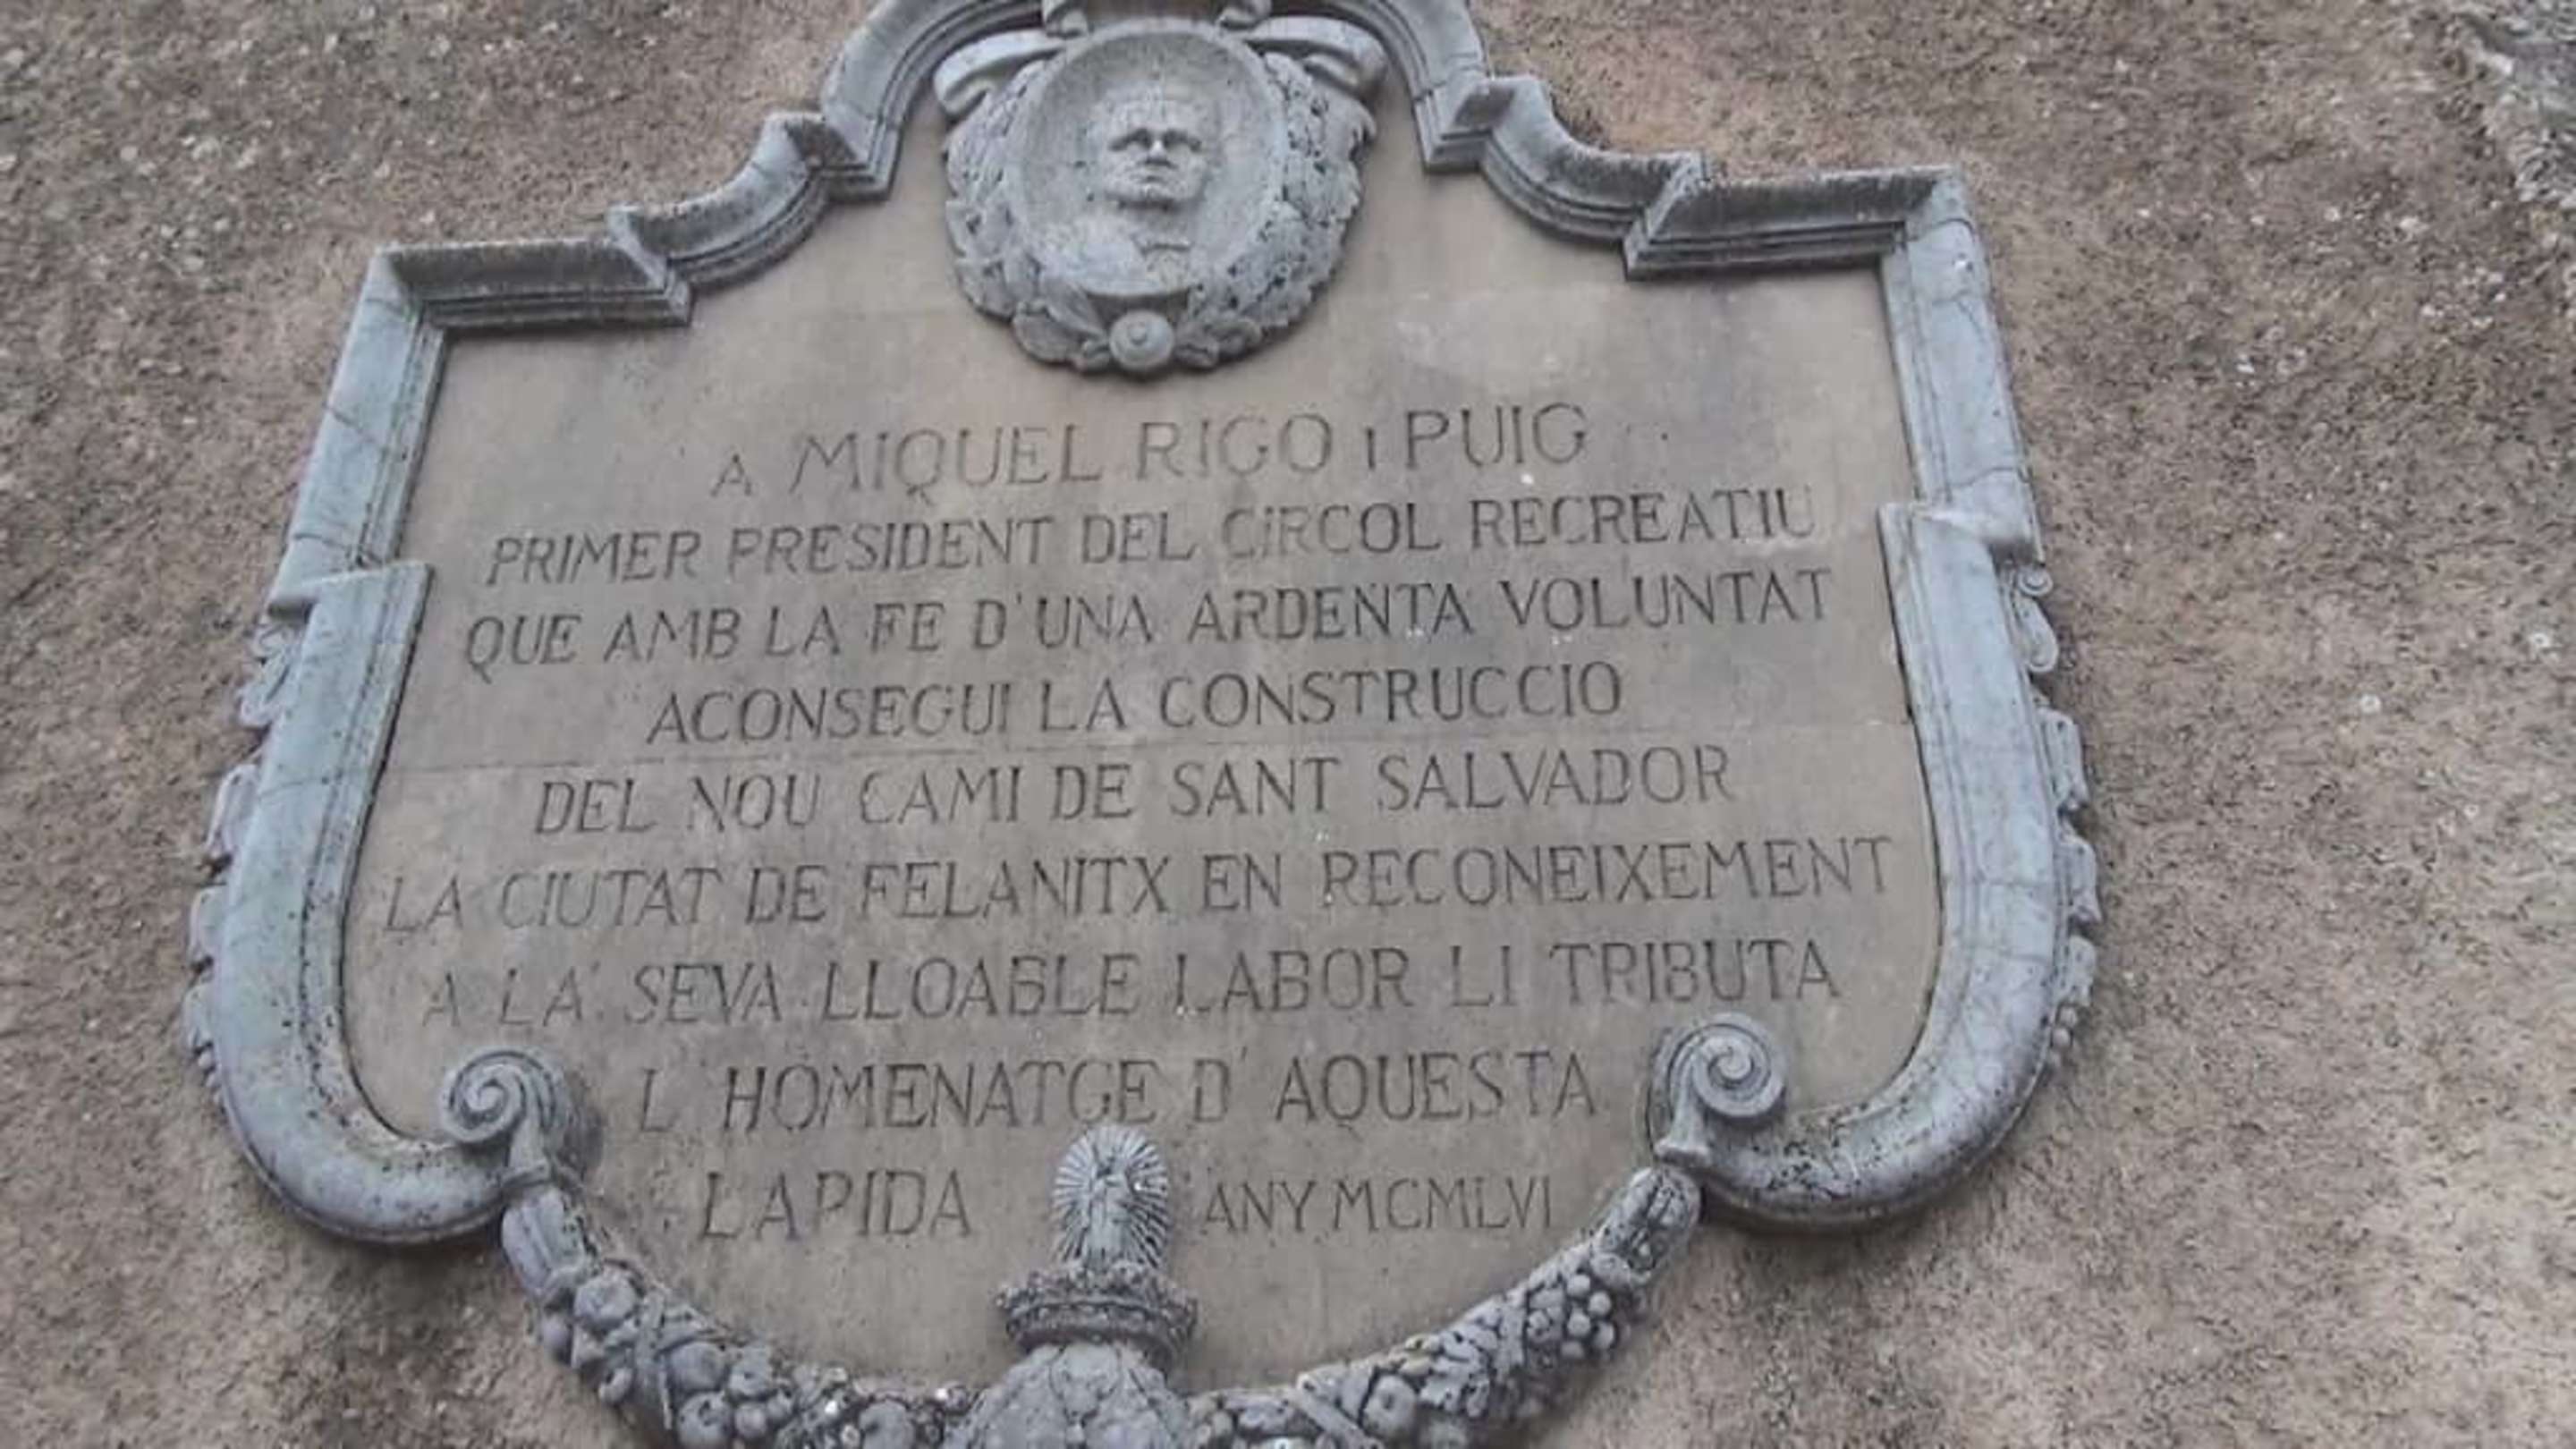 A MIQUEL RIGO i PUIG
PRIMER PRESIDENT DEL CiRCOL RECREATIU
QUE AMB LA FE D'UNA ARDENTA VOLUNTAT
ACONSEGUI LA CONSTRUCCIO
DEL NOU CAMI DE SANT SALVADOR
LA CIUTAT DE FELANITX EN RECONEIXEMENT
A LA SEVA LLOABLE LABOR LI TRIBUTA
L'HOMENATGE D'AQUESTA
LAPIDA ANY MCMLVI